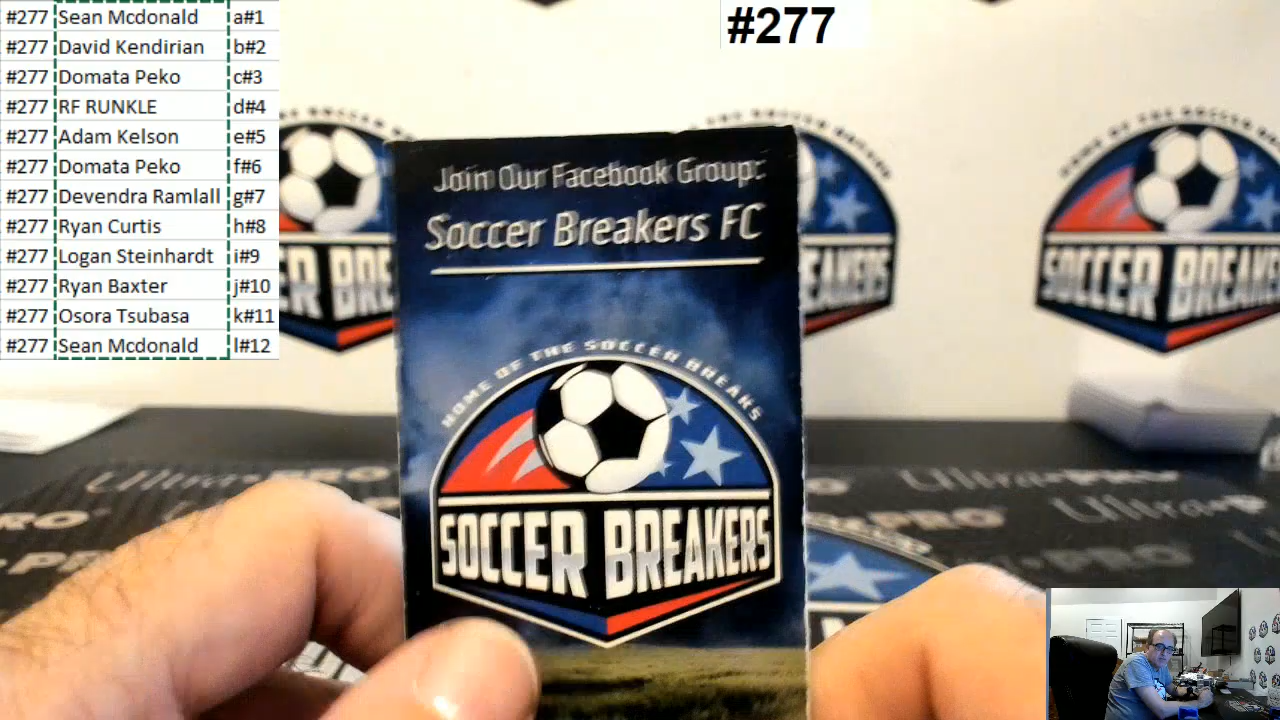 #277 Sean Mcdonald a#1
#277 David Kendirian b#2
#277 Domata Peko c#3
#277 RF RUNKLE d#4
#277 Adam Kelson e#5
#277 Domata Peko f#6
#277 Devendra Ramlall g#7
#277 Ryan Curtis h#8
#277 Logan Steinhardt i#9
#277 Ryan Baxter j#10
#277 Osora Tsubasa k#11
#277 Sean Mcdonald l#12
#277
Join Our Facebook Group:
Soccer Breakers FC
HOME OF THE SOCCER BREAKS
SOCCER BREAKERS
SOCCER BRE
BREAKERS
SOCCER BREAKERS
Ultra PRO